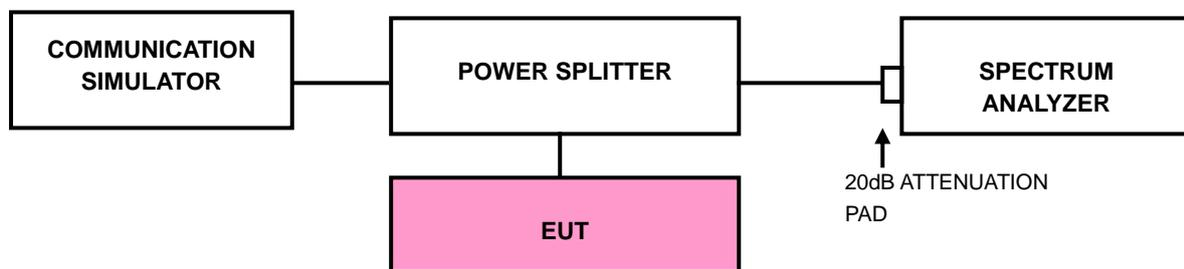 COMMUNICATION
SIMULATOR
POWER SPLITTER
SPECTRUM
ANALYZER
20dB ATTENUATION
PAD
EUT